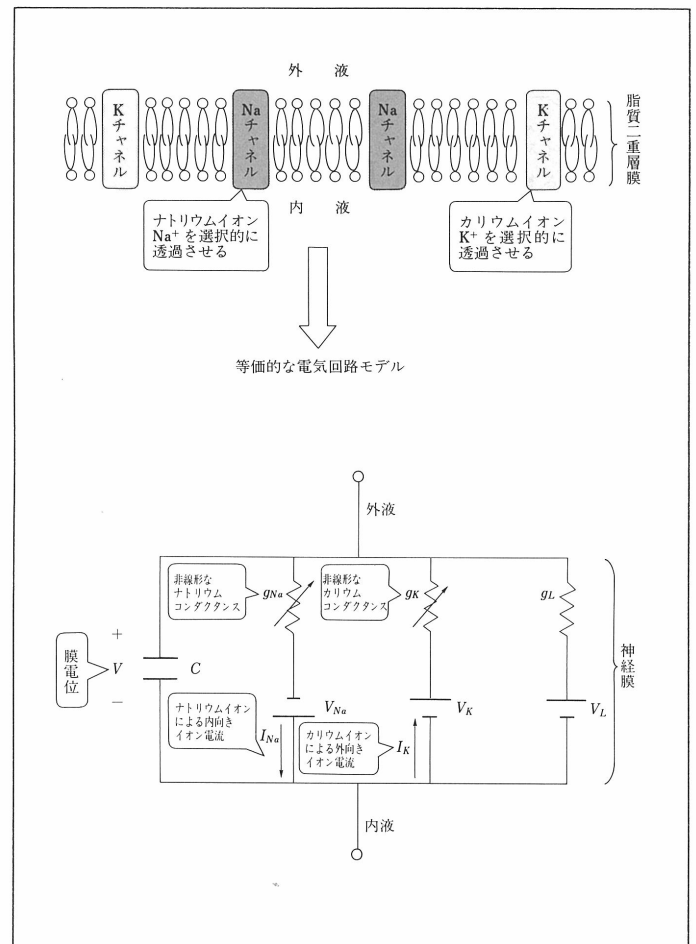 外　液
Kチャネル
Naチャネル
Naチャネル
Kチャネル
脂質二重層膜
内　液
ナトリウムイオン
Na⁺ を選択的に
透過させる
カリウムイオン
K⁺ を選択的に
透過させる
等価的な電気回路モデル
外液
非線形な
ナトリウム
コンダクタンス
gNa
非線形な
カリウム
コンダクタンス
gK
gL
膜電位
+
V
−
C
ナトリウムイオン
による内向き
イオン電流
INa
VNa
カリウムイオン
による外向き
イオン電流
IK
VK
VL
神経膜
内液